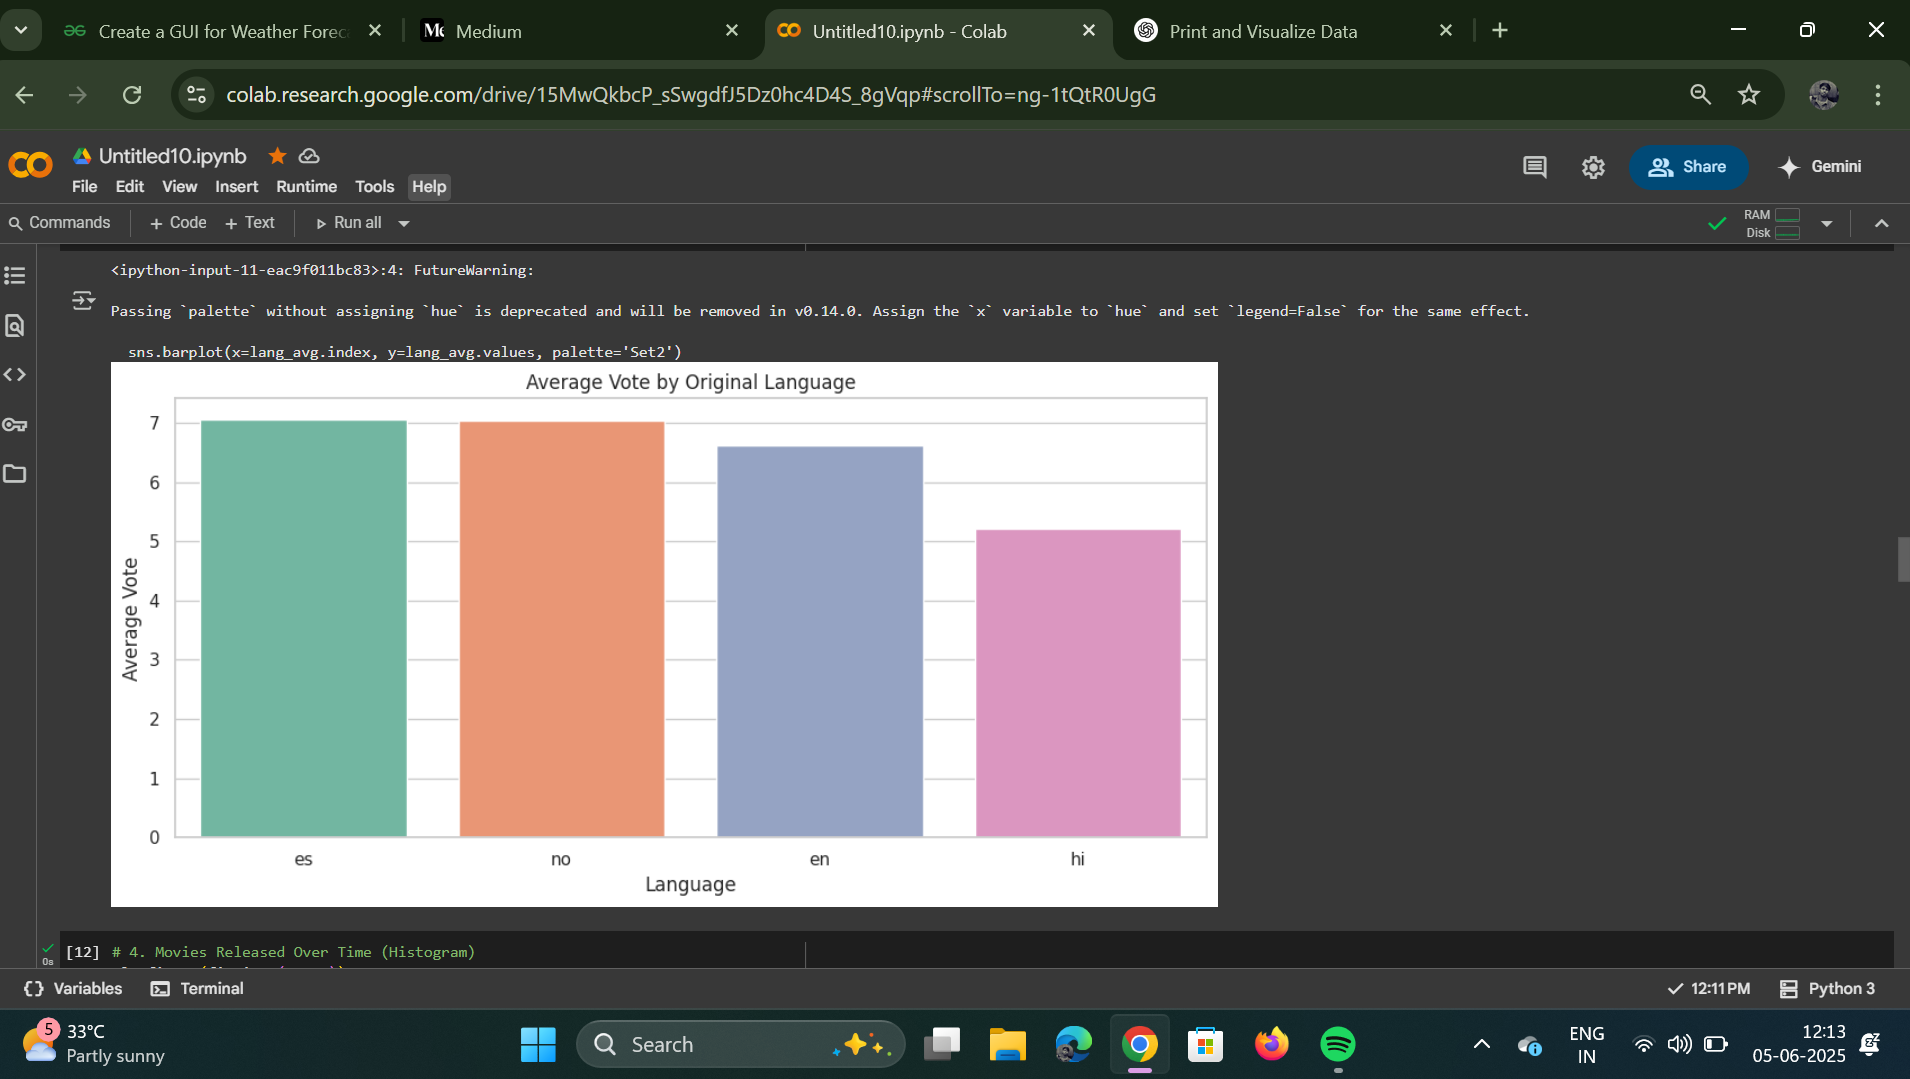 Create a GUI for Weather Forec
Medium
Untitled10.ipynb - Colab
Print and Visualize Data
colab.research.google.com/drive/15MwQkbcP_sSwgdfJ5Dz0hc4D4S_8gVqp#scrollTo=ng-1tQtR0UgG
Untitled10.ipynb
File Edit View Insert Runtime Tools Help
Share
Gemini
Commands + Code + Text Run all
RAM
Disk
<ipython-input-11-eac9f011bc83>:4: FutureWarning:
Passing `palette` without assigning `hue` is deprecated and will be removed in v0.14.0. Assign the `x` variable to `hue` and set `legend=False` for the same effect.
sns.barplot(x=lang_avg.index, y=lang_avg.values, palette='Set2')
Average Vote by Original Language
Average Vote
7
6
5
4
3
2
1
0
es no en hi
Language
[12] # 4. Movies Released Over Time (Histogram)
0s
Variables Terminal
12:11 PM Python 3
5
33°C
Partly sunny
Search
ENG
IN
12:13
05-06-2025